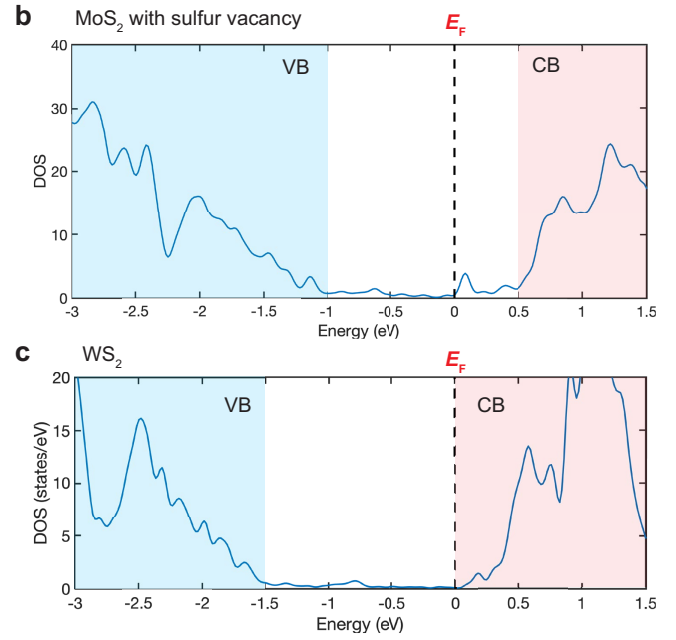 b MoS2 with sulfur vacancy
EF
40
VB
CB
30
DOS
20
10
0
-3 -2.5 -2 -1.5 -1 -0.5 0 0.5 1 1.5
Energy (eV)
c WS2
EF
20
VB
CB
15
DOS (states/eV)
10
5
0
-3 -2.5 -2 -1.5 -1 -0.5 0 0.5 1 1.5
Energy (eV)